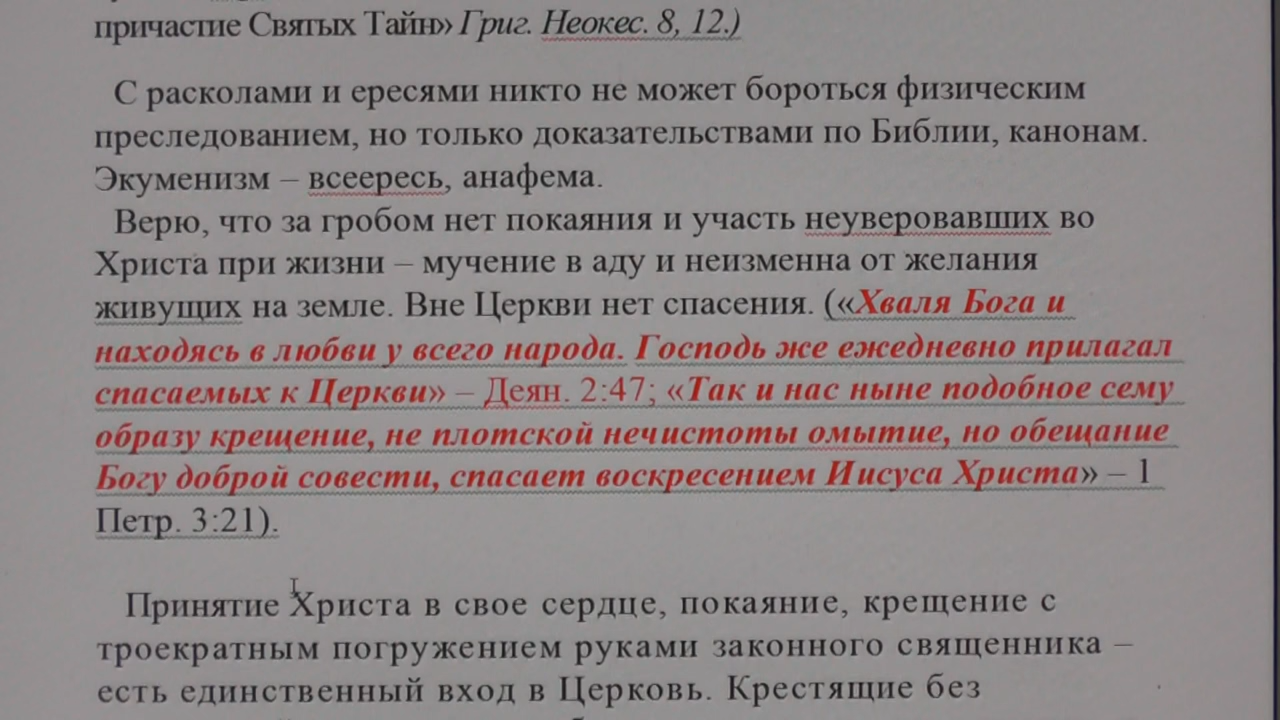 причастие Святых Тайн» Григ. Неокес. 8, 12.)
С расколами и ересями никто не может бороться физическим
преследованием, но только доказательствами по Библии, канонам.
Экуменизм – всеересь, анафема.
Верю, что за гробом нет покаяния и участь неуверовавших во
Христа при жизни – мучение в аду и неизменна от желания
живущих на земле. Вне Церкви нет спасения. («Хваля Бога и
находясь в любви у всего народа. Господь же ежедневно прилагал
спасаемых к Церкви» – Деян. 2:47; «Так и нас ныне подобное сему
образу крещение, не плотской нечистоты омытие, но обещание
Богу доброй совести, спасает воскресением Иисуса Христа» – 1
Петр. 3:21).
Принятие Христа в свое сердце, покаяние, крещение с
троекратным погружением руками законного священника –
есть единственный вход в Церковь. Крестящие без